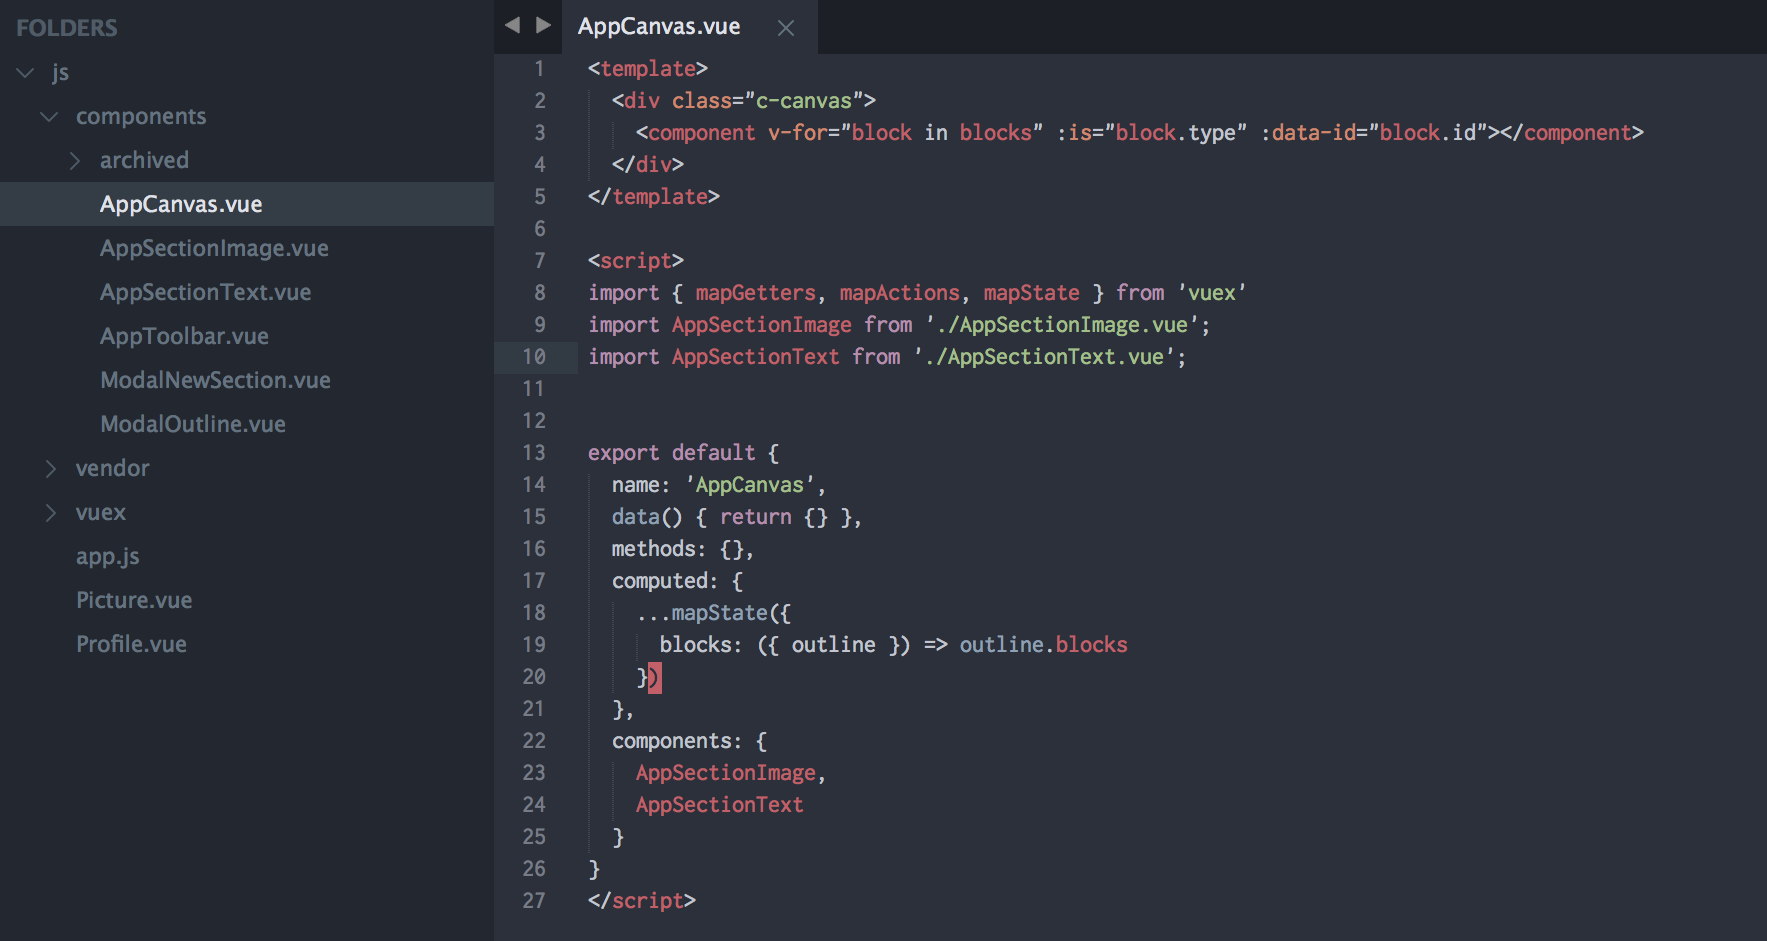 FOLDERS
js
components
archived
AppCanvas.vue
AppSectionImage.vue
AppSectionText.vue
AppToolbar.vue
ModalNewSection.vue
ModalOutline.vue
vendor
vuex
app.js
Picture.vue
Profile.vue
AppCanvas.vue
1 <template>
2 <div class="c-canvas">
3 <component v-for="block in blocks" :is="block.type" :data-id="block.id"></component>
4 </div>
5 </template>
6
7 <script>
8 import { mapGetters, mapActions, mapState } from 'vuex'
9 import AppSectionImage from './AppSectionImage.vue';
10 import AppSectionText from './AppSectionText.vue';
11
12
13 export default {
14 name: 'AppCanvas',
15 data() { return {} },
16 methods: {},
17 computed: {
18 ...mapState({
19 blocks: ({ outline }) => outline.blocks
20 })
21 },
22 components: {
23 AppSectionImage,
24 AppSectionText
25 }
26 }
27 </script>